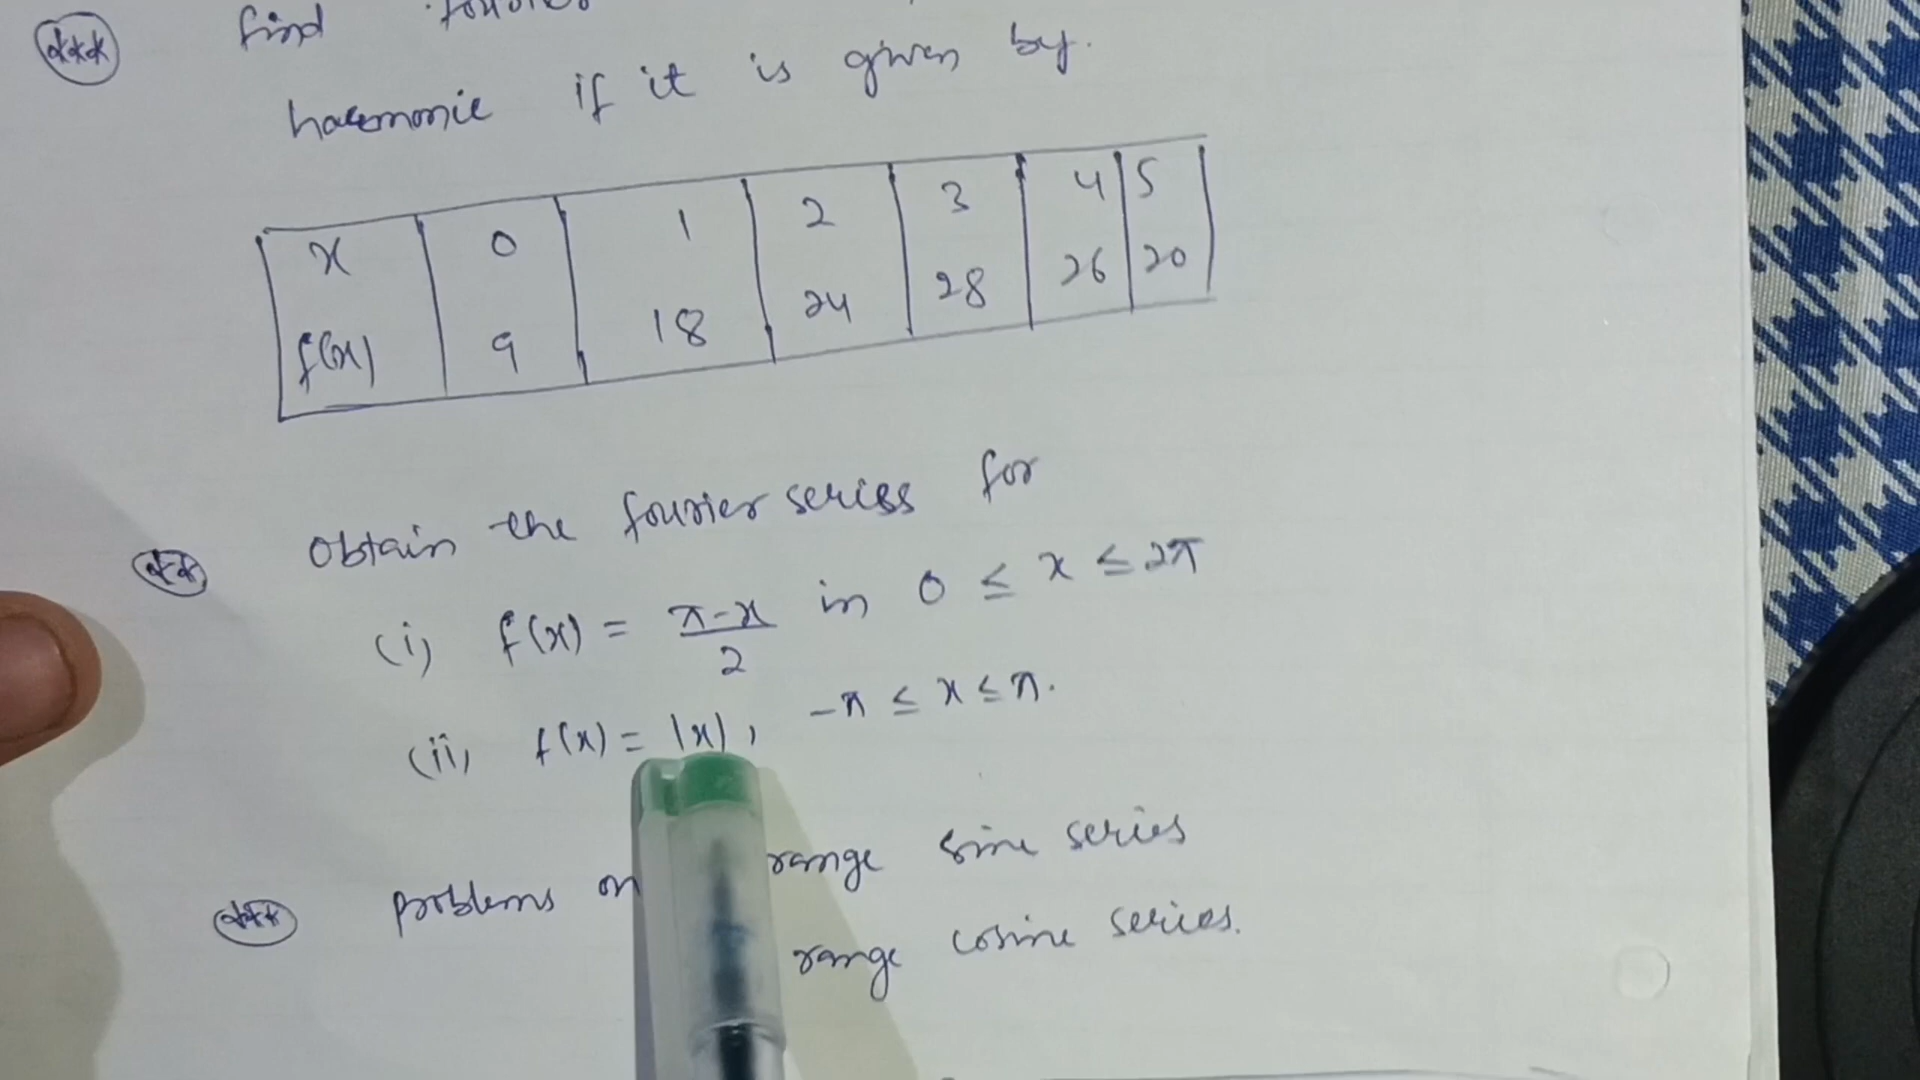 *** find
harmonic if it is given by.
x 0 1 2 3 4 5
f(x) 9 18 24 28 26 20
** obtain the fourier series for
(i) f(x) = π-x/2 in 0 ≤ x ≤ 2π
(ii) f(x) = |x|, -π ≤ x ≤ π.
*** problems on range sine series
range cosine series.